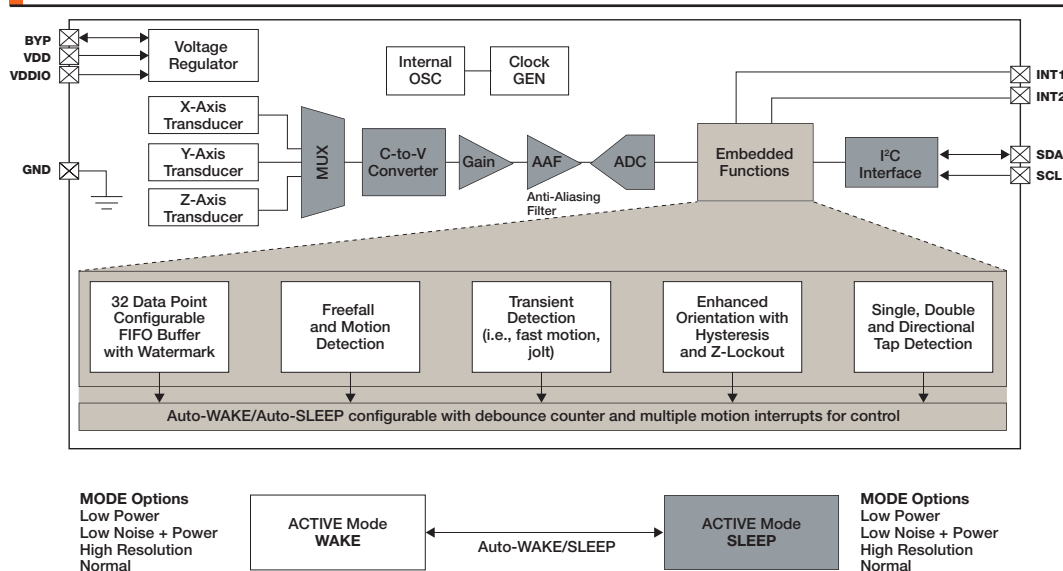 BYP
VDD
VDDIO
GND
Voltage
Regulator
Internal
OSC
Clock
GEN
X-Axis
Transducer
Y-Axis
Transducer
Z-Axis
Transducer
MUX
C-to-V
Converter
Gain
AAF
Anti-Aliasing
Filter
ADC
Embedded
Functions
I²C
Interface
INT1
INT2
SDA
SCL
32 Data Point
Configurable
FIFO Buffer
with Watermark
Freefall
and Motion
Detection
Transient
Detection
(i.e., fast motion,
jolt)
Enhanced
Orientation with
Hysteresis
and Z-Lockout
Single, Double
and Directional
Tap Detection
Auto-WAKE/Auto-SLEEP configurable with debounce counter and multiple motion interrupts for control
MODE Options
Low Power
Low Noise + Power
High Resolution
Normal
ACTIVE Mode
WAKE
Auto-WAKE/SLEEP
ACTIVE Mode
SLEEP
MODE Options
Low Power
Low Noise + Power
High Resolution
Normal